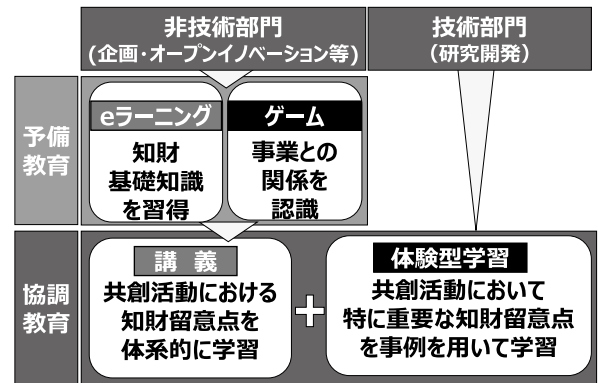 非技術部門
(企画・オープンイノベーション等)
技術部門
(研究開発)
予備
教育
eラーニング
知財
基礎知識
を習得
ゲーム
事業との
関係を
認識
協調
教育
講 義
共創活動における
知財留意点を
体系的に学習
+
体験型学習
共創活動において
特に重要な知財留意点
を事例を用いて学習